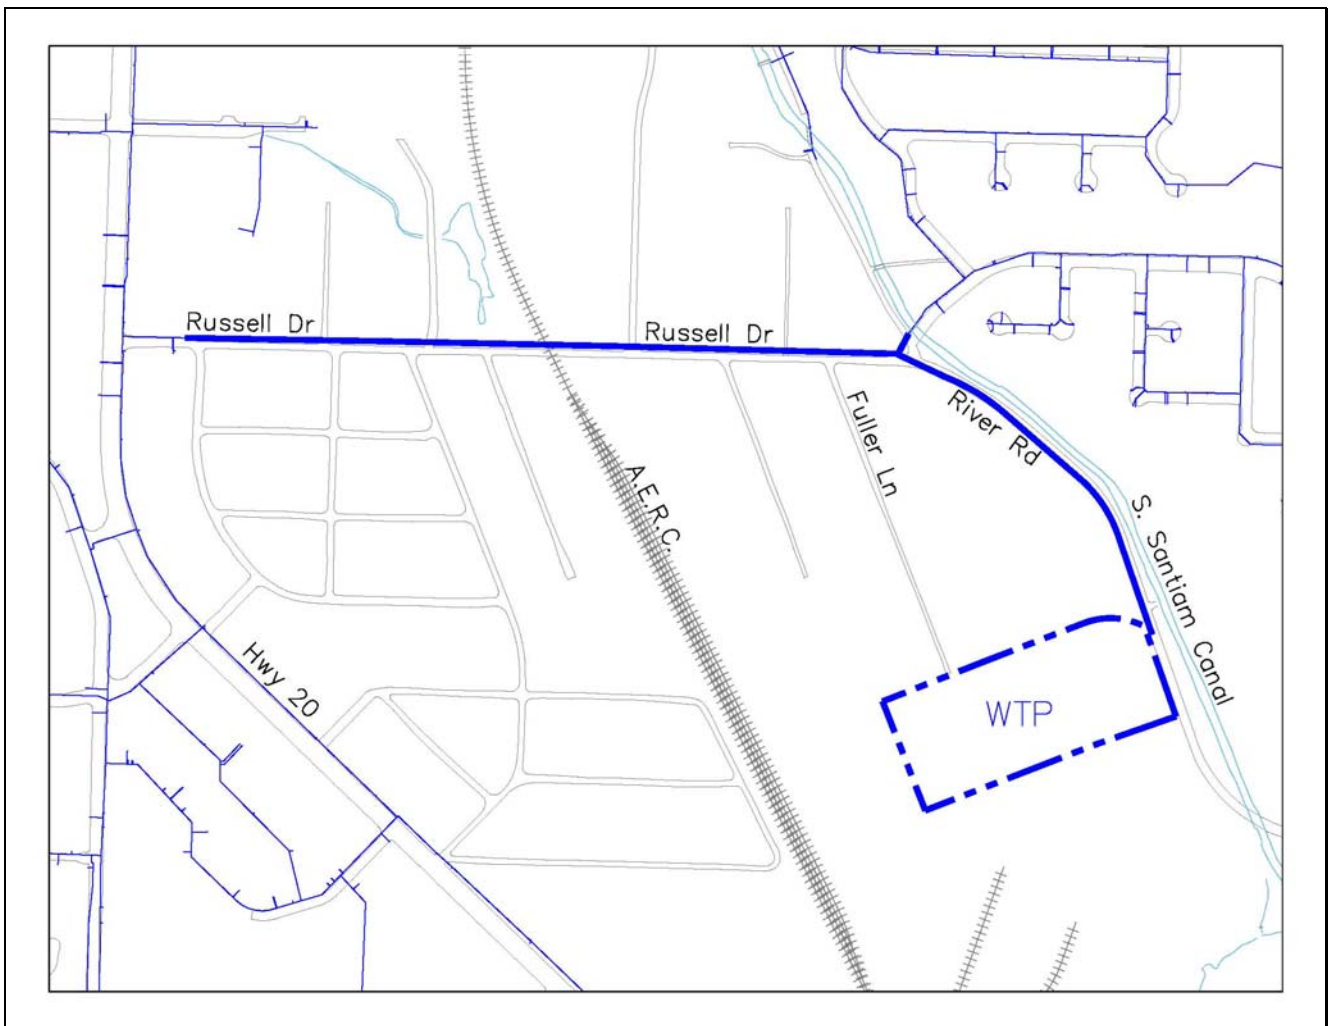 Russell Dr
Russell Dr
Fuller Ln
River Rd
A.E.R.C.
S. Santiam Canal
Hwy 20
WTP